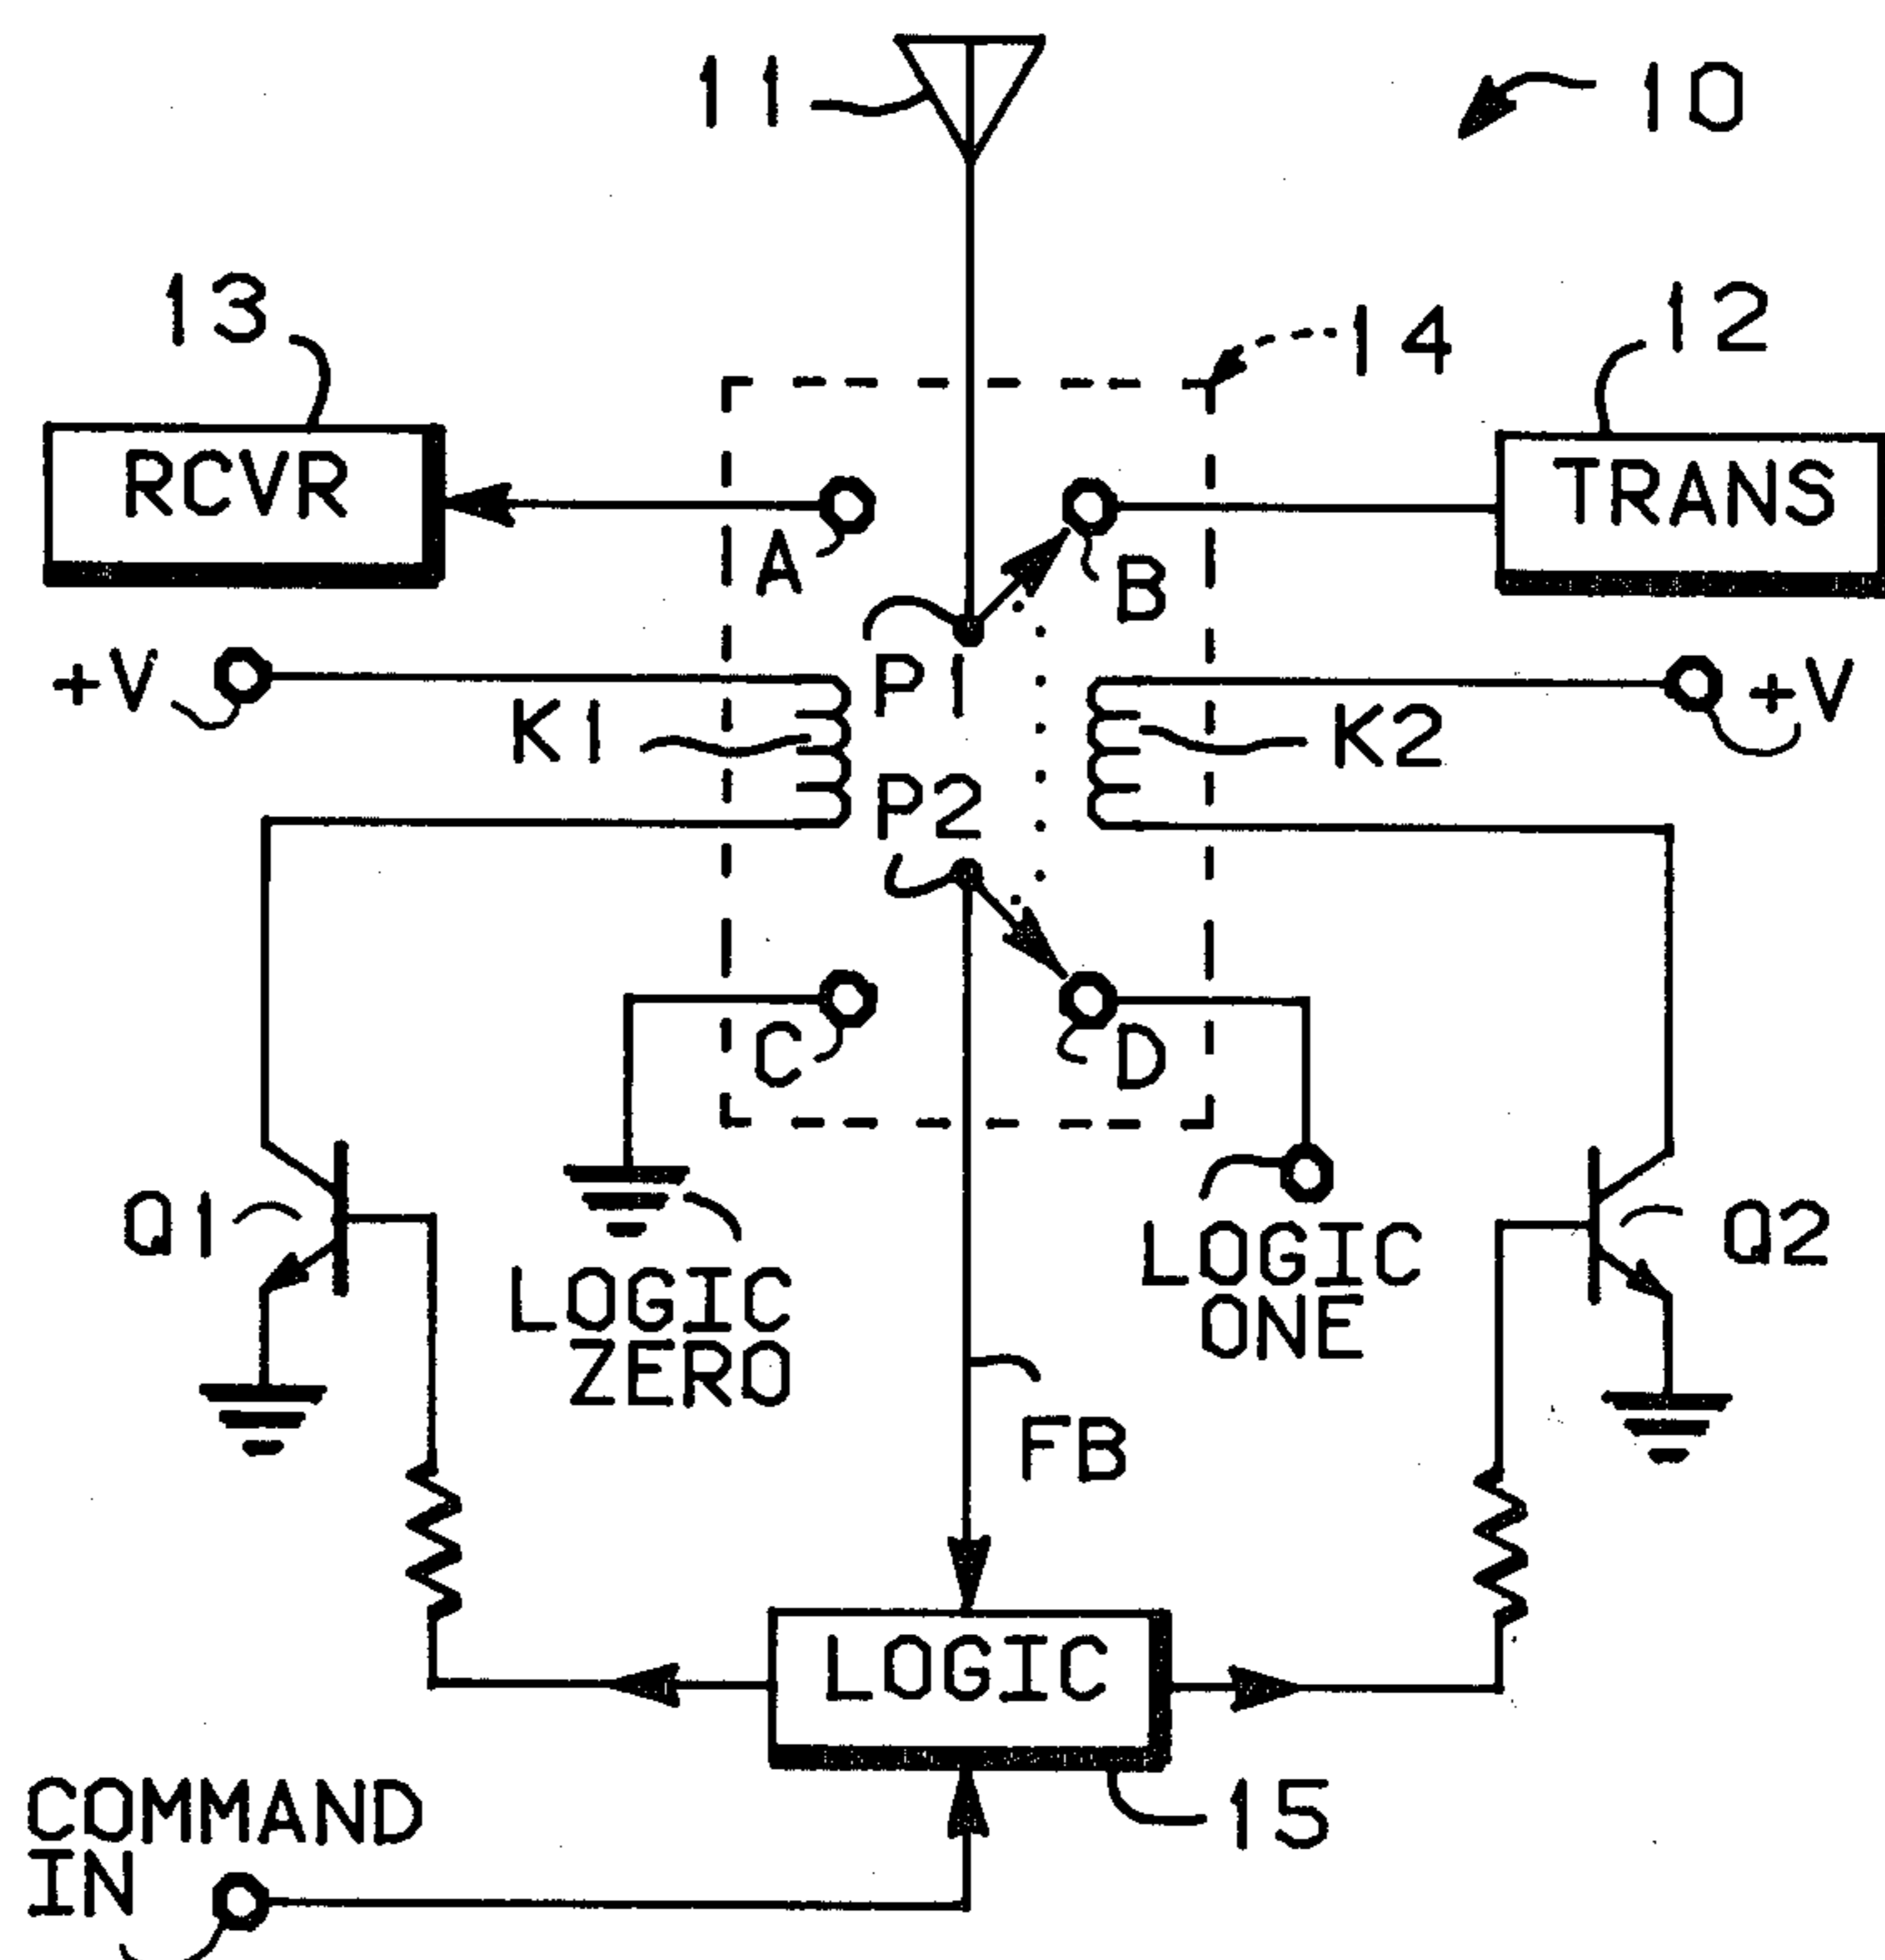 11
10
13
14
12
RCVR
TRANS
A
B
+V
P1
+V
K1
K2
P2
C
D
Q1
LOGIC
ZERO
LOGIC
ONE
Q2
FB
LOGIC
15
COMMAND
IN